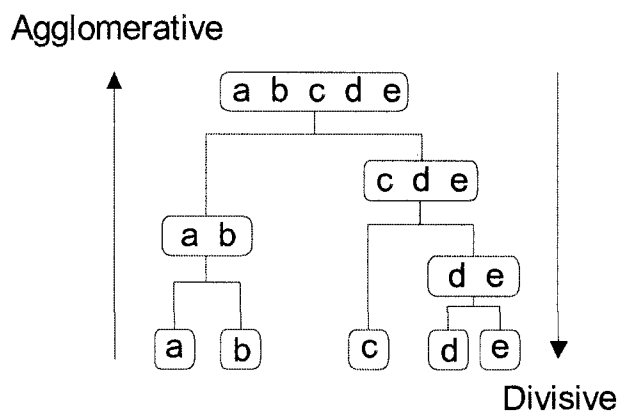 Agglomerative
a b c d e
c d e
a b
d e
a
b
c
d
e
Divisive